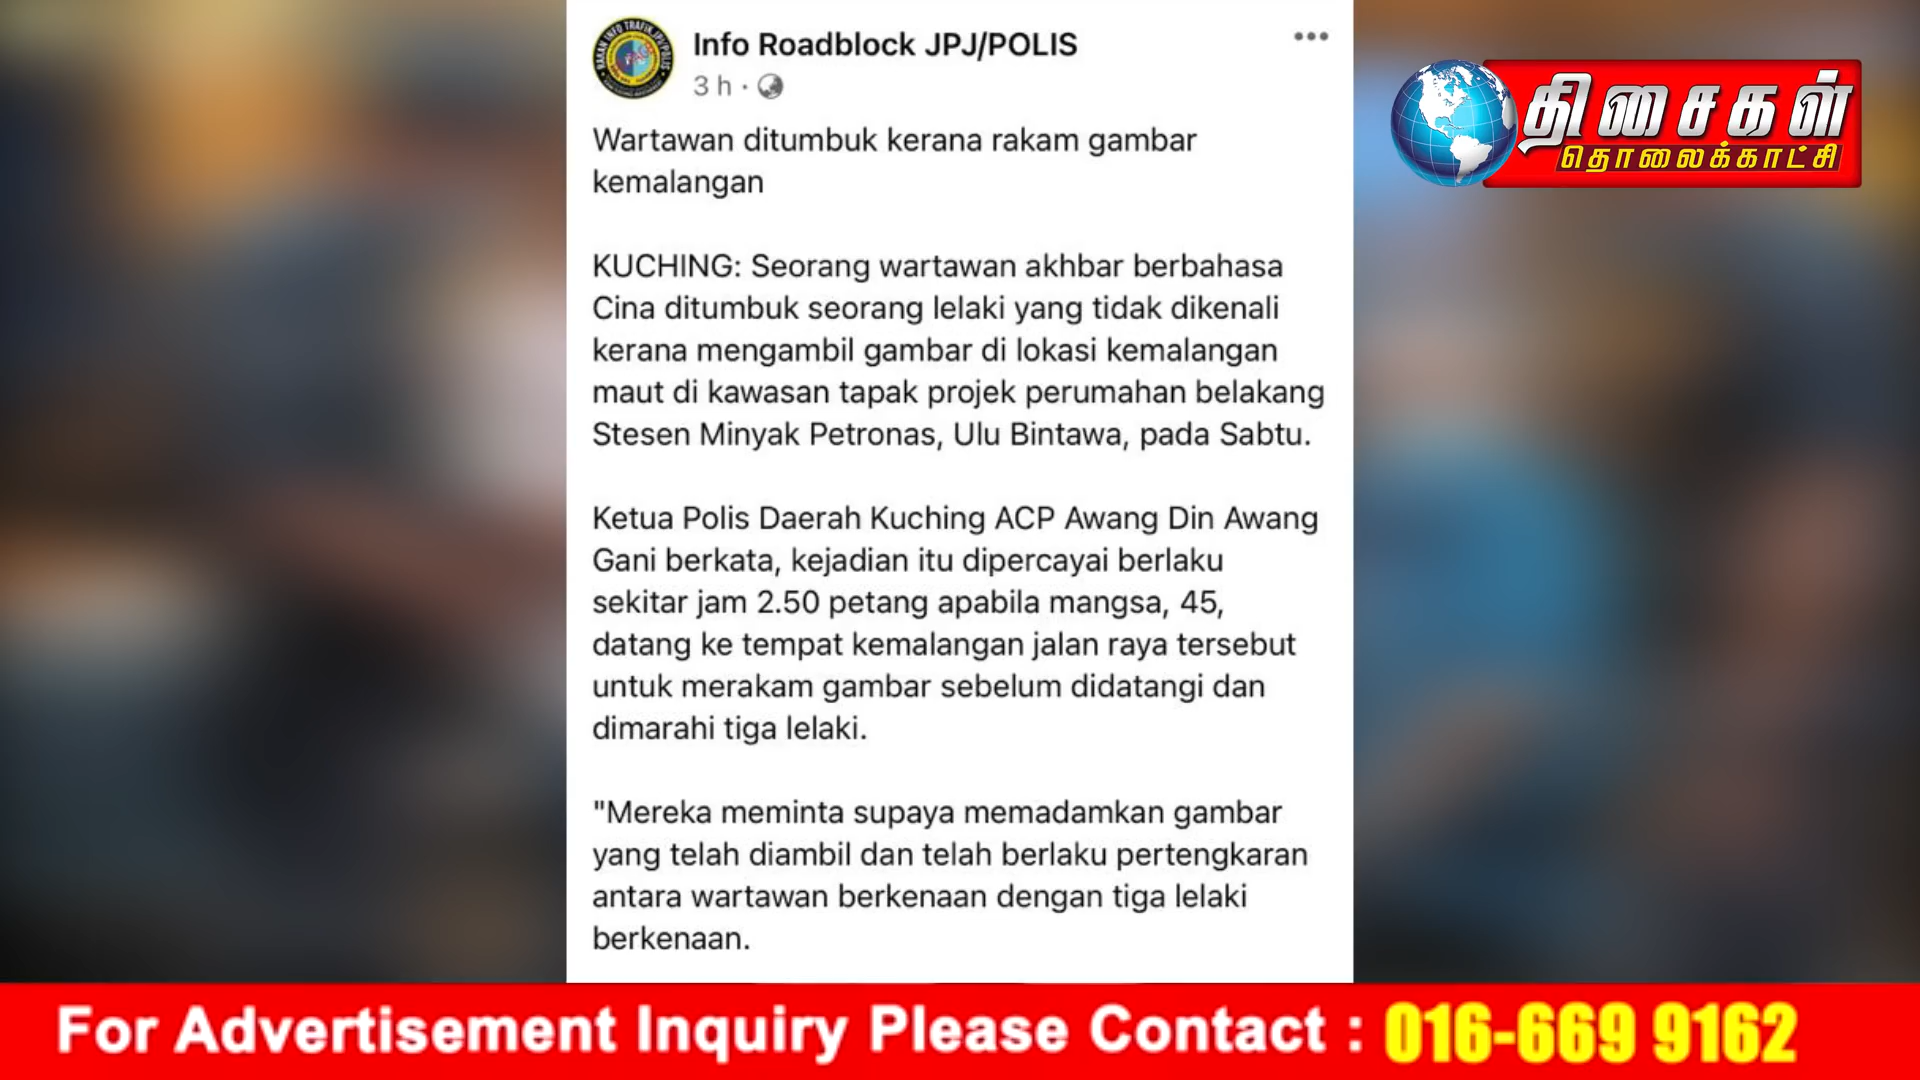 Info Roadblock JPJ/POLIS
3 h ·
Wartawan ditumbuk kerana rakam gambar
kemalangan
KUCHING: Seorang wartawan akhbar berbahasa
Cina ditumbuk seorang lelaki yang tidak dikenali
kerana mengambil gambar di lokasi kemalangan
maut di kawasan tapak projek perumahan belakang
Stesen Minyak Petronas, Ulu Bintawa, pada Sabtu.
Ketua Polis Daerah Kuching ACP Awang Din Awang
Gani berkata, kejadian itu dipercayai berlaku
sekitar jam 2.50 petang apabila mangsa, 45,
datang ke tempat kemalangan jalan raya tersebut
untuk merakam gambar sebelum didatangi dan
dimarahi tiga lelaki.
"Mereka meminta supaya memadamkan gambar
yang telah diambil dan telah berlaku pertengkaran
antara wartawan berkenaan dengan tiga lelaki
berkenaan.
திசைகள்
தொலைக்காட்சி
For Advertisement Inquiry Please Contact : 016-669 9162